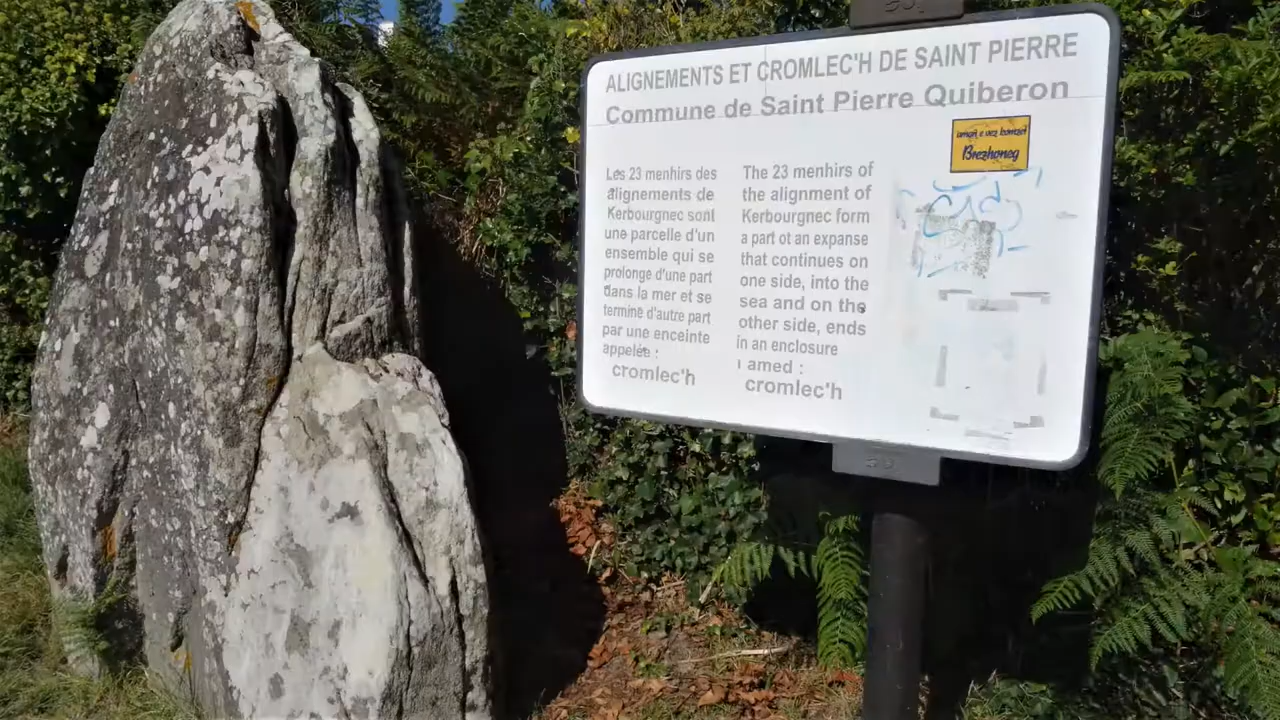 ALIGNEMENTS ET CROMLEC'H DE SAINT PIERRE
Commune de Saint Pierre Quiberon
Brezhoneg
Les 23 menhirs des
alignements de
Kerbourgnec sont
une parcelle d'un
ensemble qui se
prolonge d'une part
dans la mer et se
termine d'autre part
par une enceinte
appelée :
cromlec'h
The 23 menhirs of
the alignment of
Kerbourgnec form
a part ot an expanse
that continues on
one side, into the
sea and on the
other side, ends
in an enclosure
amed :
cromlec'h